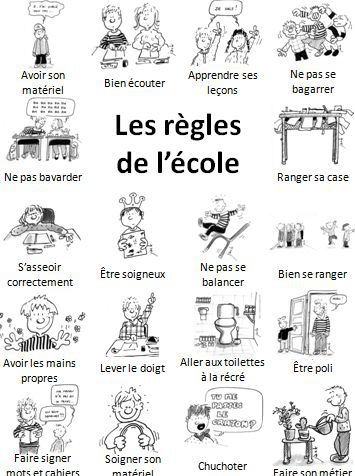 Avoir son
matériel
Bien écouter
JE SAIS !
Apprendre ses
leçons
Ne pas se
bagarrer
Les règles
de l’école
Ne pas bavarder
Ranger sa case
S’asseoir
correctement
Être soigneux
Ne pas se
balancer
Bien se ranger
Avoir les mains
propres
Lever le doigt
Aller aux toilettes
à la récré
Être poli
Faire signer
mots et cahiers
Soigner son
matériel
TU ME
PASSES LE
CRAYON ?
Chuchoter
Faire son métier